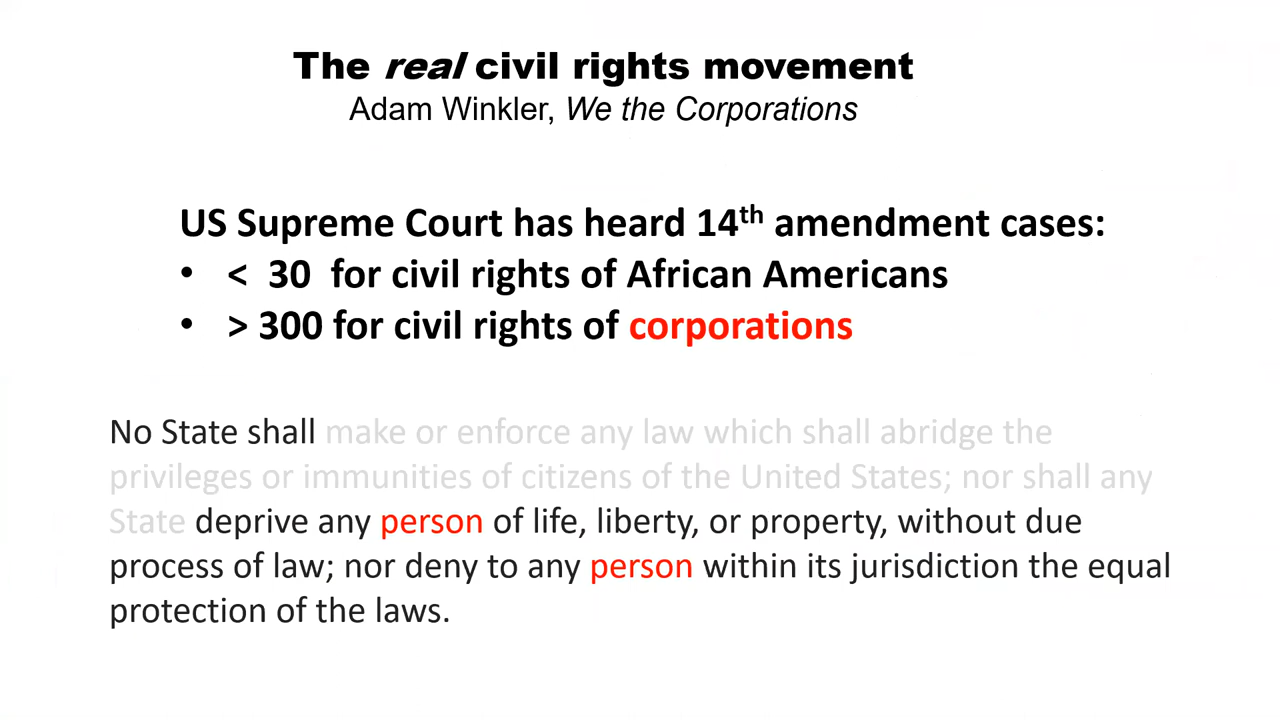 The real civil rights movement
Adam Winkler, We the Corporations
US Supreme Court has heard 14th amendment cases:
• < 30 for civil rights of African Americans
• > 300 for civil rights of corporations
No State shall make or enforce any law which shall abridge the
privileges or immunities of citizens of the United States; nor shall any
State deprive any person of life, liberty, or property, without due
process of law; nor deny to any person within its jurisdiction the equal
protection of the laws.